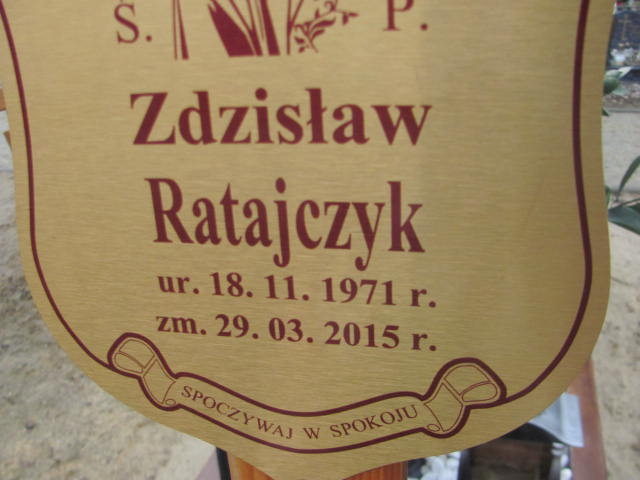 Ś. P.
Zdzisław
Ratajczyk
ur. 18. 11. 1971 r.
zm. 29. 03. 2015 r.
SPOCZYWAJ W SPOKOJU